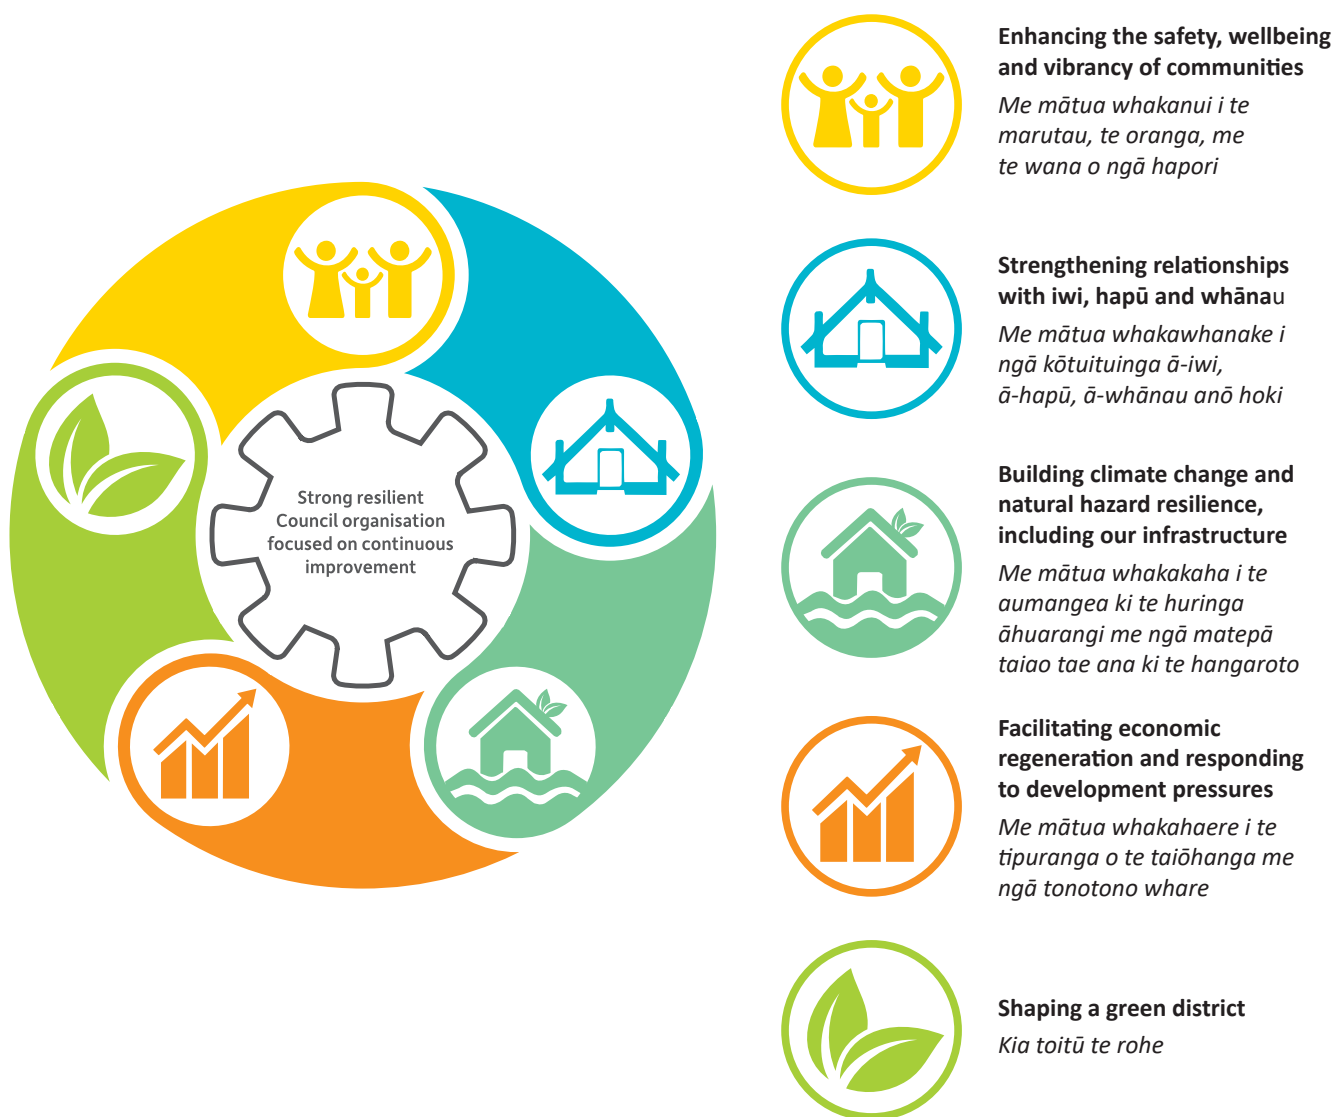 Strong resilient
Council organisation
focused on continuous
improvement
Enhancing the safety, wellbeing
and vibrancy of communities
Me mātua whakanui i te
marutau, te oranga, me
te wana o ngā hapori
Strengthening relationships
with iwi, hapū and whānau
Me mātua whakawhanake i
ngā kōtuituinga ā-iwi,
ā-hapū, ā-whānau anō hoki
Building climate change and
natural hazard resilience,
including our infrastructure
Me mātua whakakaha i te
aumangea ki te huringa
āhuarangi me ngā matepā
taiao tae ana ki te hangaroto
Facilitating economic
regeneration and responding
to development pressures
Me mātua whakahaere i te
tipuranga o te taiōhanga me
ngā tonotono whare
Shaping a green district
Kia toitū te rohe